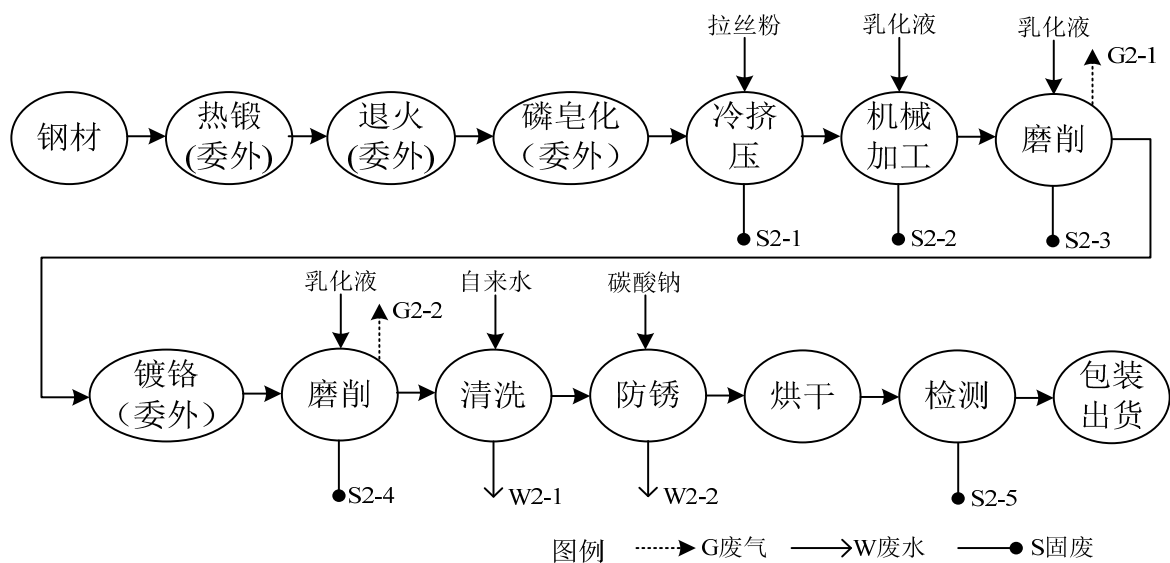 拉丝粉
乳化液
乳化液
G2-1
钢材
热锻
(委外)
退火
(委外)
磷皂化
（委外）
冷挤
压
机械
加工
磨削
S2-1
S2-2
S2-3
乳化液
G2-2
自来水
碳酸钠
镀铬
（委外）
磨削
清洗
防锈
烘干
检测
包装
出货
S2-4
W2-1
W2-2
S2-5
图例
G废气
W废水
S固废